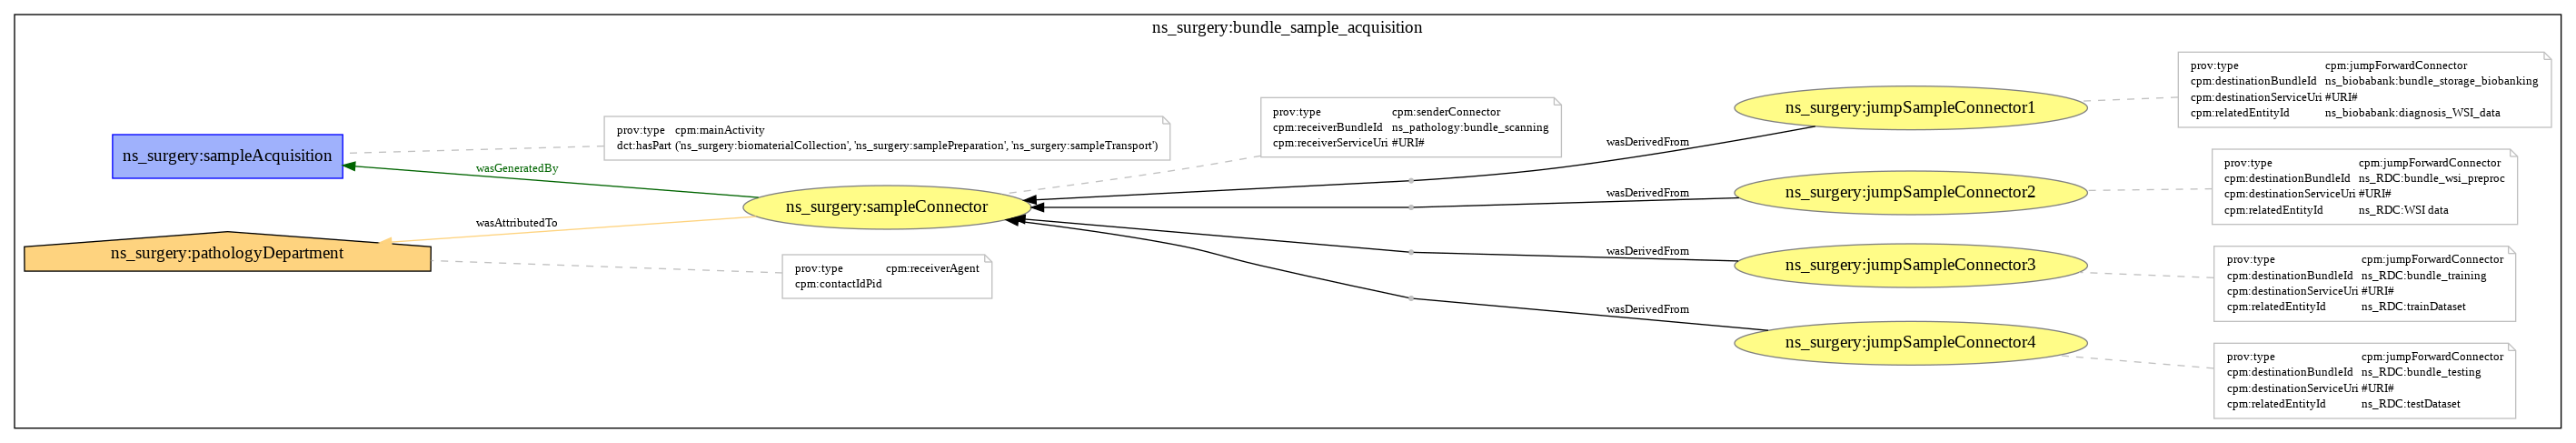 ns_surgery:bundle_sample_acquisition
ns_surgery:sampleAcquisition
prov:type cpm:mainActivity
dct:hasPart ('ns_surgery:biomaterialCollection', 'ns_surgery:samplePreparation', 'ns_surgery:sampleTransport')
wasGeneratedBy
wasAttributedTo
ns_surgery:pathologyDepartment
prov:type cpm:receiverAgent
cpm:contactIdPid
ns_surgery:sampleConnector
prov:type cpm:senderConnector
cpm:receiverBundleId ns_pathology:bundle_scanning
cpm:receiverServiceUri #URI#
wasDerivedFrom
wasDerivedFrom
wasDerivedFrom
wasDerivedFrom
ns_surgery:jumpSampleConnector1
prov:type cpm:jumpForwardConnector
cpm:destinationBundleId ns_biobabank:bundle_storage_biobanking
cpm:destinationServiceUri #URI#
cpm:relatedEntityId ns_biobabank:diagnosis_WSI_data
ns_surgery:jumpSampleConnector2
prov:type cpm:jumpForwardConnector
cpm:destinationBundleId ns_RDC:bundle_wsi_preproc
cpm:destinationServiceUri #URI#
cpm:relatedEntityId ns_RDC:WSI data
ns_surgery:jumpSampleConnector3
prov:type cpm:jumpForwardConnector
cpm:destinationBundleId ns_RDC:bundle_training
cpm:destinationServiceUri #URI#
cpm:relatedEntityId ns_RDC:trainDataset
ns_surgery:jumpSampleConnector4
prov:type cpm:jumpForwardConnector
cpm:destinationBundleId ns_RDC:bundle_testing
cpm:destinationServiceUri #URI#
cpm:relatedEntityId ns_RDC:testDataset